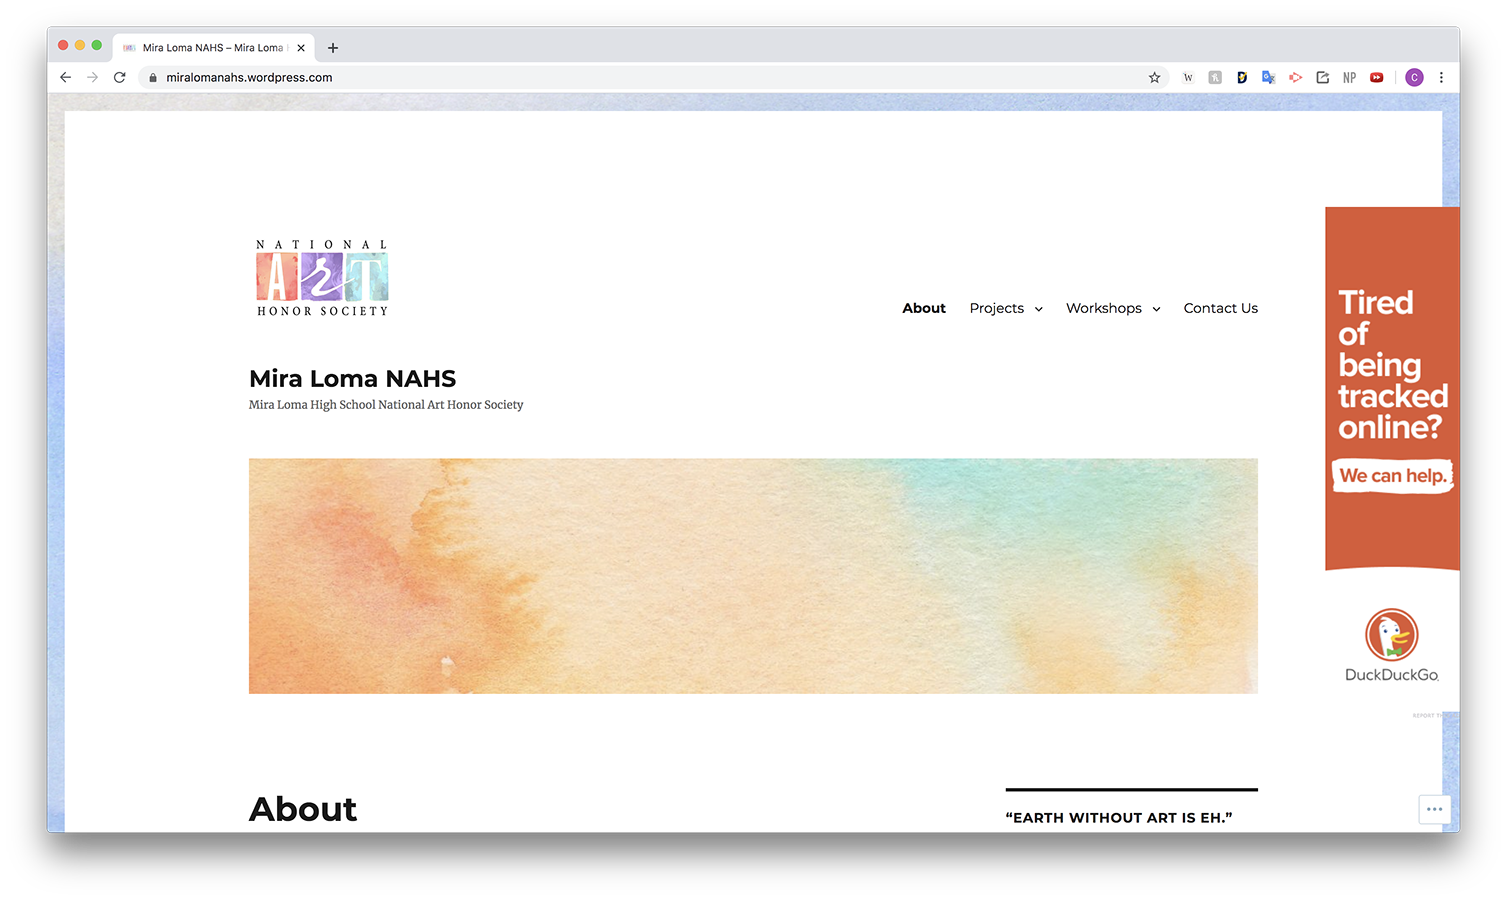 Mira Loma NAHS – Mira Loma
miralomanahs.wordpress.com
W
NP
C
NATIONAL
ART
HONOR SOCIETY
About Projects Workshops Contact Us
Mira Loma NAHS
Mira Loma High School National Art Honor Society
Tired
of
being
tracked
online?
We can help.
DuckDuckGo
REPORT
About
“EARTH WITHOUT ART IS EH.”